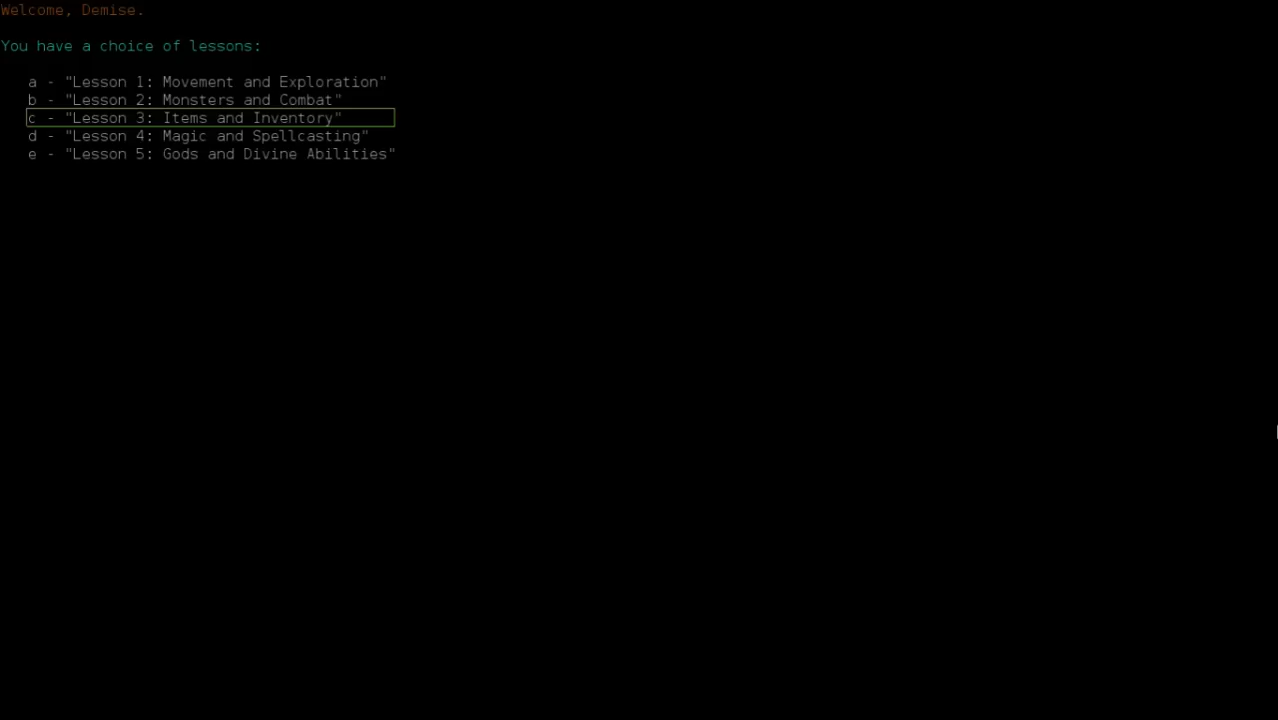 Welcome, Demise.
You have a choice of lessons:
a - "Lesson 1: Movement and Exploration"
b - "Lesson 2: Monsters and Combat"
c - "Lesson 3: Items and Inventory"
d - "Lesson 4: Magic and Spellcasting"
e - "Lesson 5: Gods and Divine Abilities"